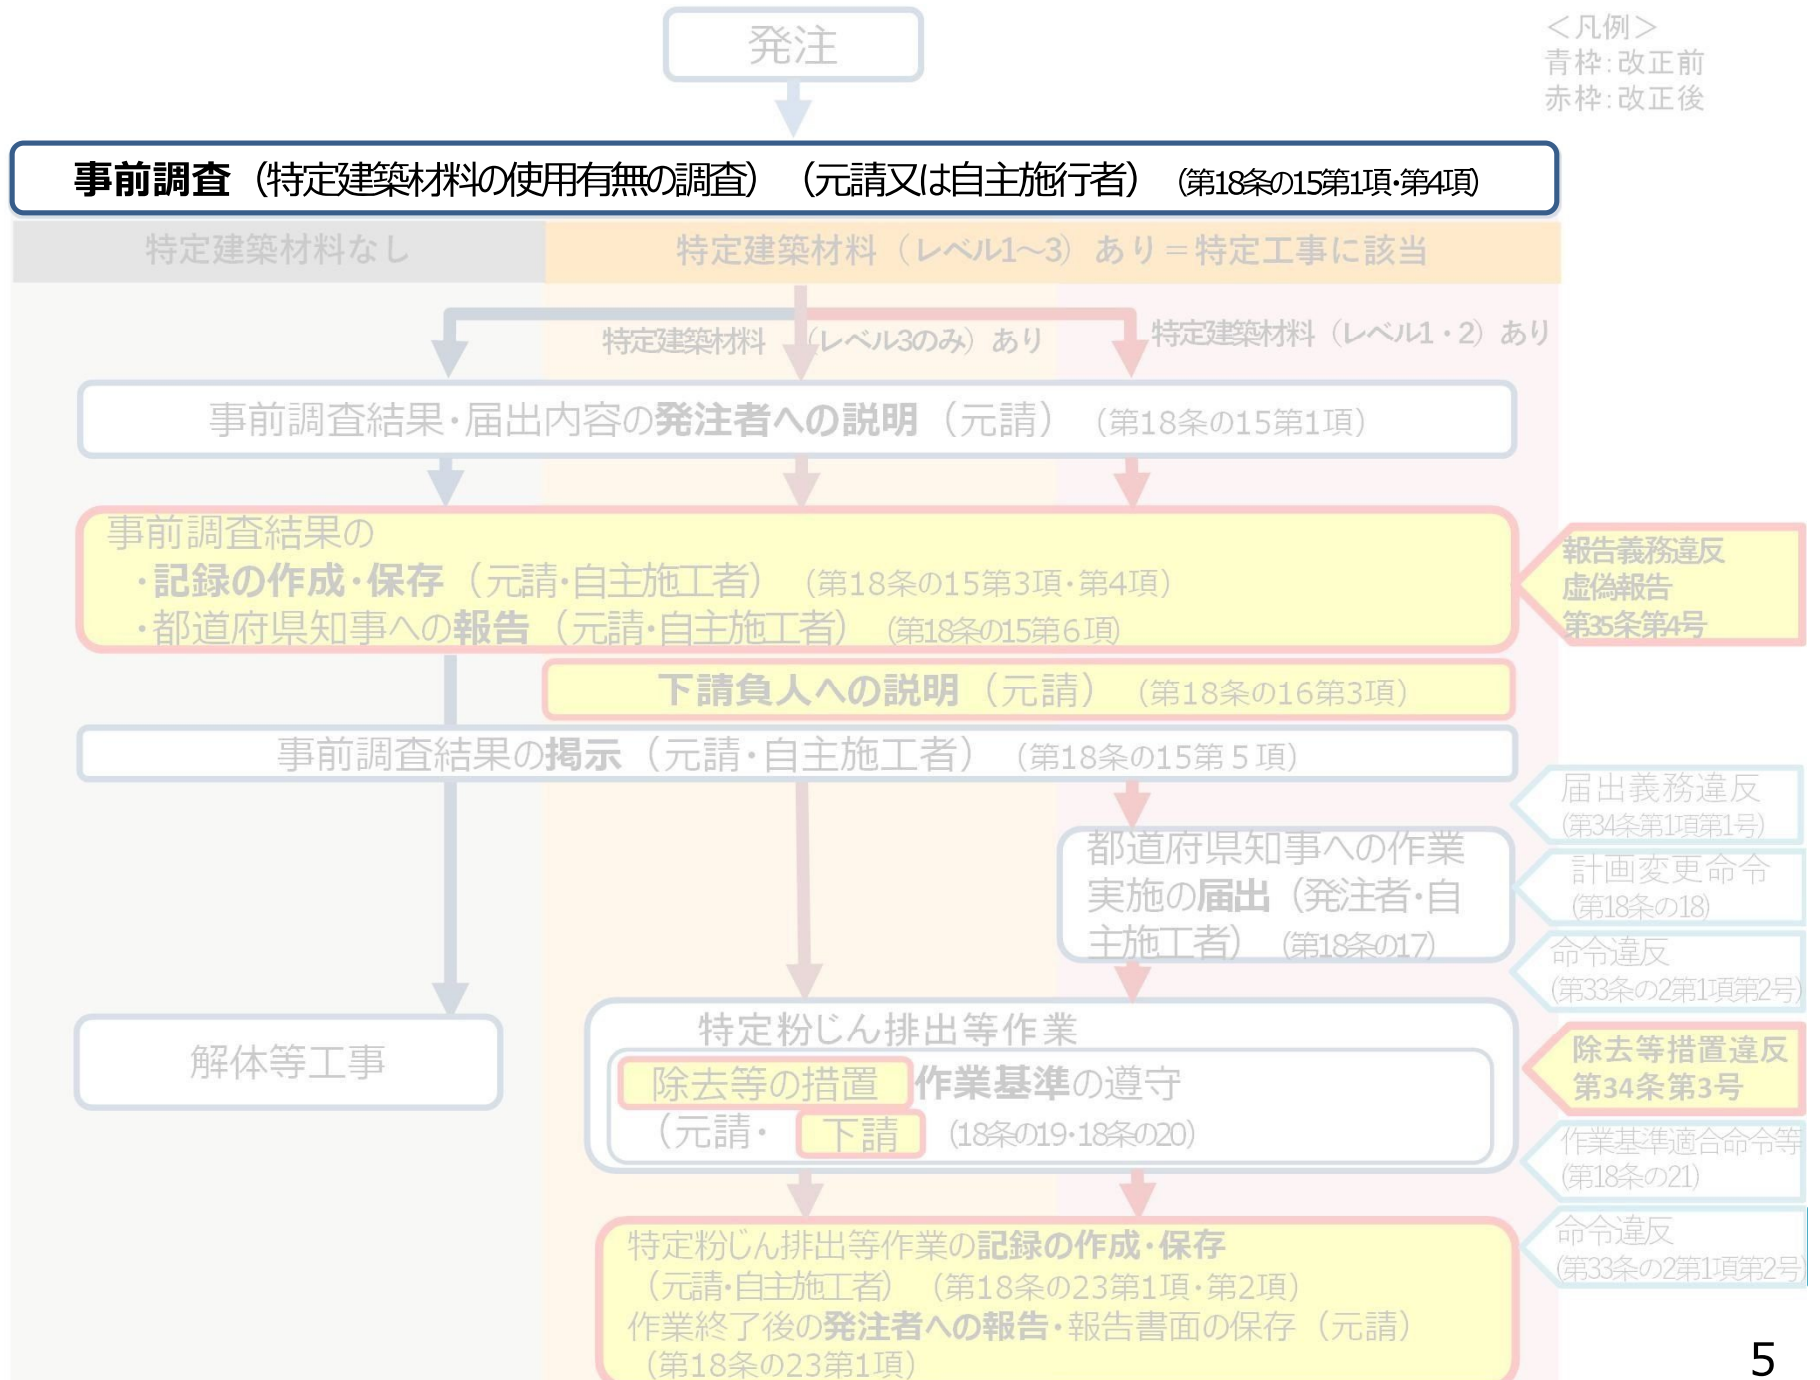 発注
＜凡例＞
青枠：改正前
赤枠：改正後
事前調査（特定建築材料の使用有無の調査）（元請又は自主施行者）（第18条の15第1項・第4項）
特定建築材料なし
特定建築材料（レベル1～3）あり＝特定工事に該当
特定建築材料（レベル3のみ）あり
特定建築材料（レベル1・2）あり
事前調査結果・届出内容の発注者への説明（元請）（第18条の15第1項）
事前調査結果の
・記録の作成・保存（元請・自主施工者）（第18条の15第3項・第4項）
・都道府県知事への報告（元請・自主施工者）（第18条の15第６項）
報告義務違反
虚偽報告
第35条第4号
下請負人への説明（元請）（第18条の16第3項）
事前調査結果の掲示（元請・自主施工者）（第18条の15第５項）
届出義務違反
(第34条第1項第1号)
都道府県知事への作業
実施の届出（発注者・自
主施工者）（第18条の17）
計画変更命令
(第18条の18)
命令違反
(第33条の2第1項第2号)
解体等工事
特定粉じん排出等作業
除去等の措置 作業基準の遵守
（元請・ 下請 （18条の19・18条の20）
除去等措置違反
第34条第3号
作業基準適合命令等
(第18条の21)
命令違反
(第33条の2第1項第2号)
特定粉じん排出等作業の記録の作成・保存
（元請・自主施工者）（第18条の23第1項・第2項）
作業終了後の発注者への報告・報告書面の保存（元請）
（第18条の23第1項）
5